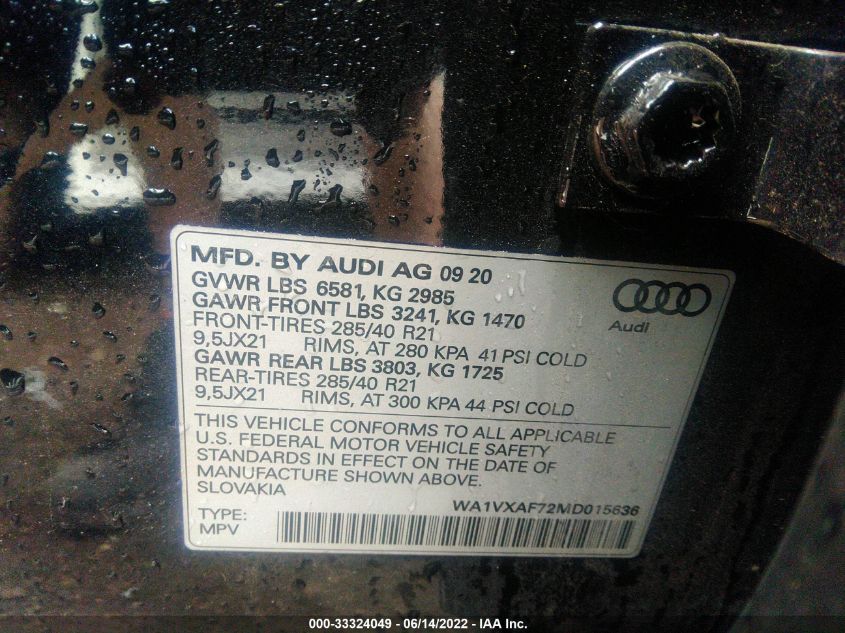 MFD. BY AUDI AG 09 20
GVWR LBS 6581, KG 2985
GAWR FRONT LBS 3241, KG 1470
FRONT-TIRES 285/40 R21
9,5JX21 RIMS, AT 280 KPA 41 PSI COLD
GAWR REAR LBS 3803, KG 1725
REAR-TIRES 285/40 R21
9,5JX21 RIMS, AT 300 KPA 44 PSI COLD
Audi
THIS VEHICLE CONFORMS TO ALL APPLICABLE
U.S. FEDERAL MOTOR VEHICLE SAFETY
STANDARDS IN EFFECT ON THE DATE OF
MANUFACTURE SHOWN ABOVE.
SLOVAKIA
WA1VXAF72MD015636
TYPE:
MPV
000-33324049 - 06/14/2022 - IAA Inc.